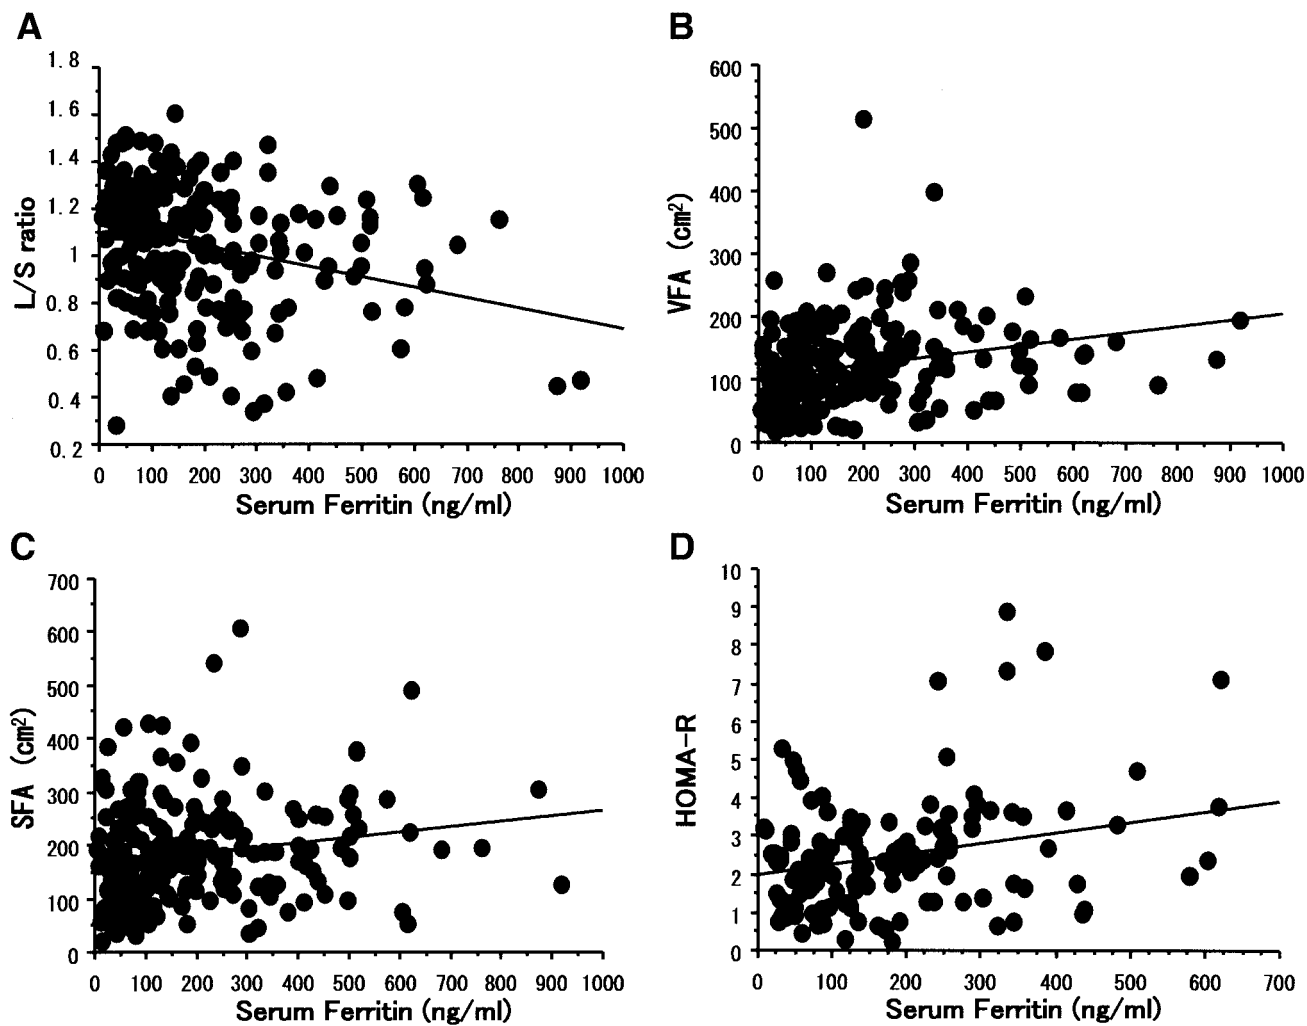 A
1.8
1.6
1.4
1.2
1
0.8
0.6
0.4
0.2
L/S ratio
0 100 200 300 400 500 600 700 800 900 1000
Serum Ferritin (ng/ml)
B
600
500
400
300
200
100
0
VFA (cm²)
0 100 200 300 400 500 600 700 800 900 1000
Serum Ferritin (ng/ml)
C
700
600
500
400
300
200
100
0
SFA (cm²)
0 100 200 300 400 500 600 700 800 900 1000
Serum Ferritin (ng/ml)
D
10
9
8
7
6
5
4
3
2
1
0
HOMA-R
0 100 200 300 400 500 600 700
Serum Ferritin (ng/ml)